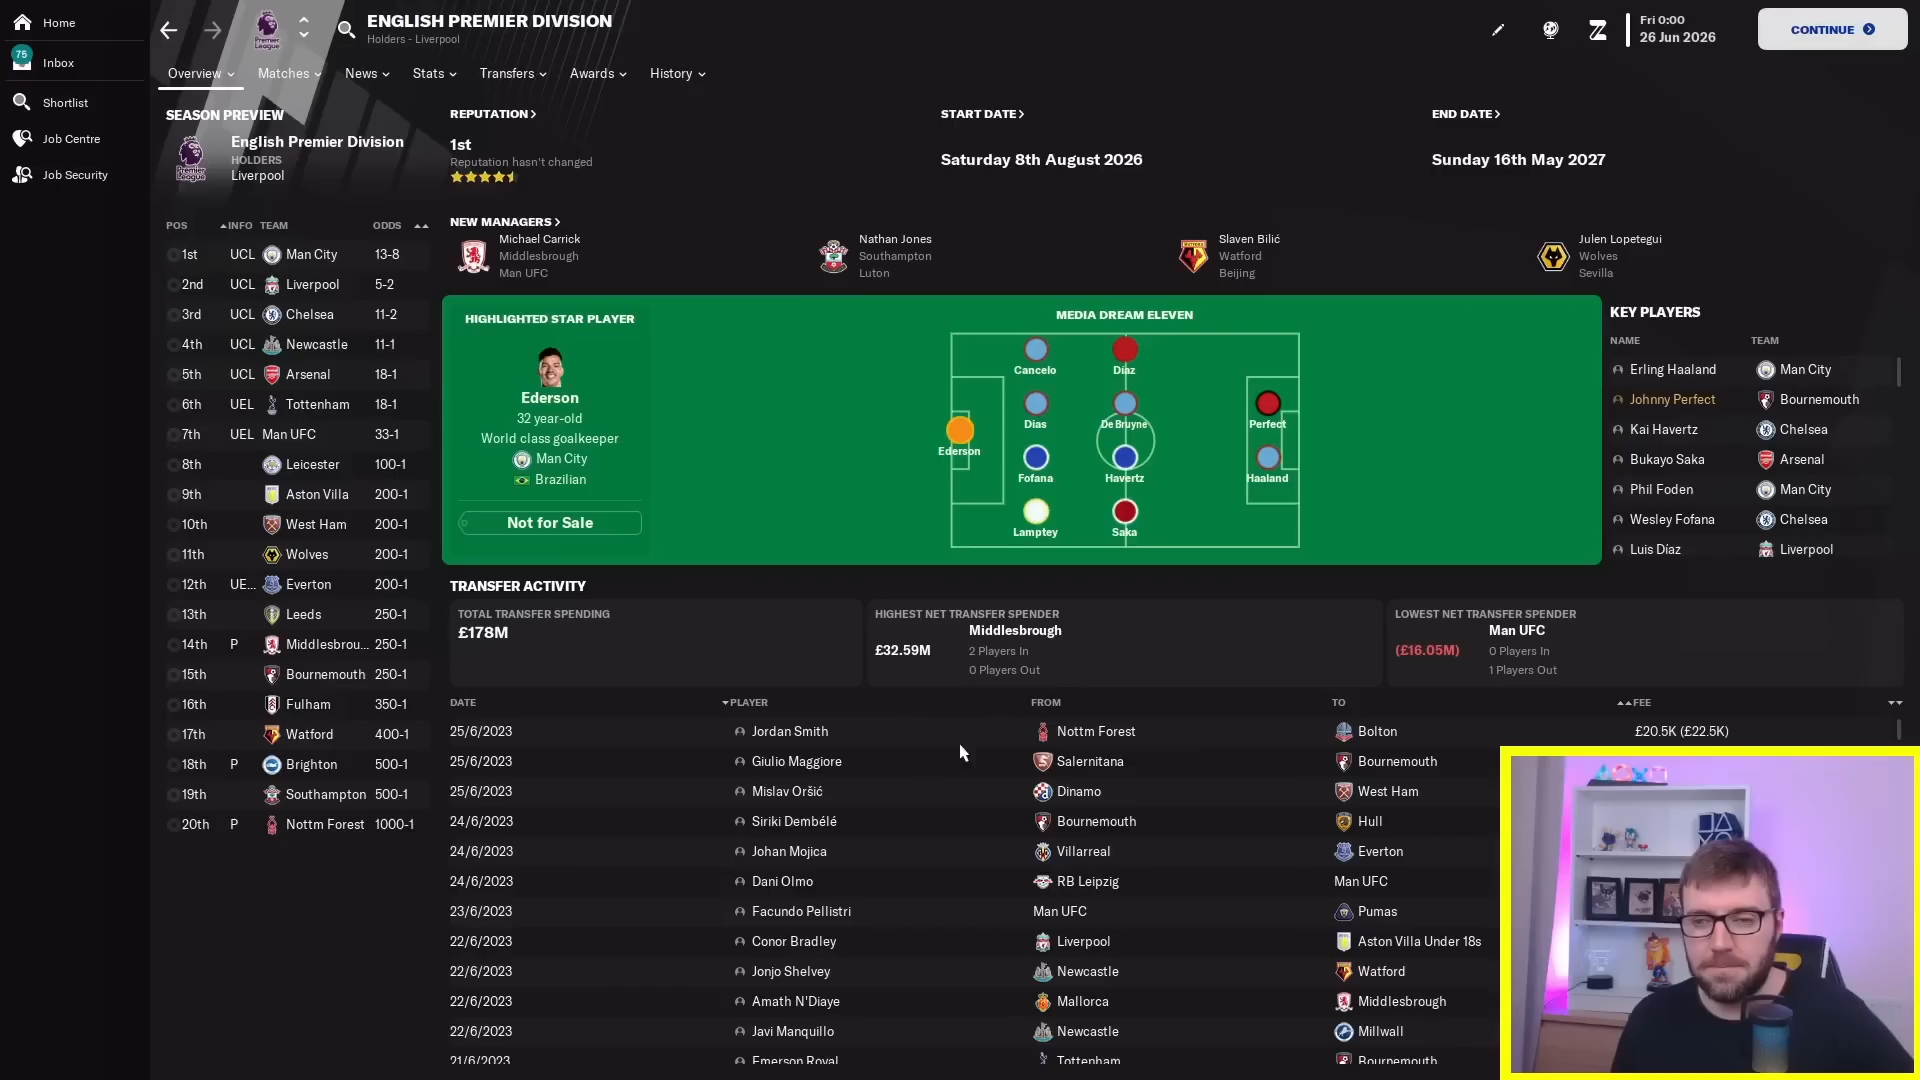 Home
75
Inbox
Shortlist
Job Centre
Job Security
ENGLISH PREMIER DIVISION
Holders - Liverpool
Fri 0:00
26 Jun 2026
CONTINUE
Overview Matches News Stats Transfers Awards History
SEASON PREVIEW
English Premier Division
HOLDERS
Liverpool
REPUTATION
1st
Reputation hasn't changed
START DATE
Saturday 8th August 2026
END DATE
Sunday 16th May 2027
NEW MANAGERS
Michael Carrick
Middlesbrough
Man UFC
Nathan Jones
Southampton
Luton
Slaven Bilić
Watford
Beijing
Julen Lopetegui
Wolves
Sevilla
POS INFO TEAM ODDS
1st UCL Man City 13-8
2nd UCL Liverpool 5-2
3rd UCL Chelsea 11-2
4th UCL Newcastle 11-1
5th UCL Arsenal 18-1
6th UEL Tottenham 18-1
7th UEL Man UFC 33-1
8th Leicester 100-1
9th Aston Villa 200-1
10th West Ham 200-1
11th Wolves 200-1
12th UE... Everton 200-1
13th Leeds 250-1
14th P Middlesbrou... 250-1
15th Bournemouth 250-1
16th Fulham 350-1
17th Watford 400-1
18th P Brighton 500-1
19th Southampton 500-1
20th P Nottm Forest 1000-1
HIGHLIGHTED STAR PLAYER
Ederson
32 year-old
World class goalkeeper
Man City
Brazilian
Not for Sale
MEDIA DREAM ELEVEN
Cancelo
Díaz
Dias
De Bruyne
Perfect
Ederson
Fofana
Havertz
Haaland
Lamptey
Saka
KEY PLAYERS
NAME TEAM
Erling Haaland Man City
Johnny Perfect Bournemouth
Kai Havertz Chelsea
Bukayo Saka Arsenal
Phil Foden Man City
Wesley Fofana Chelsea
Luis Díaz Liverpool
TRANSFER ACTIVITY
TOTAL TRANSFER SPENDING
£178M
HIGHEST NET TRANSFER SPENDER
Middlesbrough
£32.59M
2 Players In
0 Players Out
LOWEST NET TRANSFER SPENDER
Man UFC
(£16.05M)
0 Players In
1 Players Out
DATE PLAYER FROM TO FEE
25/6/2023 Jordan Smith Nottm Forest Bolton £20.5K (£22.5K)
25/6/2023 Giulio Maggiore Salernitana Bournemouth
25/6/2023 Mislav Oršić Dinamo West Ham
24/6/2023 Siriki Dembélé Bournemouth Hull
24/6/2023 Johan Mojica Villarreal Everton
24/6/2023 Dani Olmo RB Leipzig Man UFC
23/6/2023 Facundo Pellistri Man UFC Pumas
22/6/2023 Conor Bradley Liverpool Aston Villa Under 18s
22/6/2023 Jonjo Shelvey Newcastle Watford
22/6/2023 Amath N'Diaye Mallorca Middlesbrough
22/6/2023 Javi Manquillo Newcastle Millwall
21/6/2023 Emerson Royal Tottenham Bournemouth